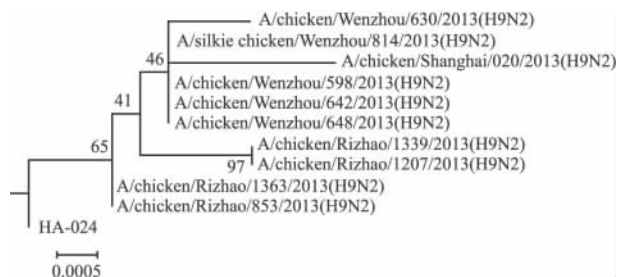 A/chicken/Wenzhou/630/2013(H9N2)
A/silkie chicken/Wenzhou/814/2013(H9N2)
A/chicken/Shanghai/020/2013(H9N2)
46
A/chicken/Wenzhou/598/2013(H9N2)
A/chicken/Wenzhou/642/2013(H9N2)
41
A/chicken/Wenzhou/648/2013(H9N2)
65
A/chicken/Rizhao/1339/2013(H9N2)
97
A/chicken/Rizhao/1207/2013(H9N2)
A/chicken/Rizhao/1363/2013(H9N2)
A/chicken/Rizhao/853/2013(H9N2)
HA-024
0.0005